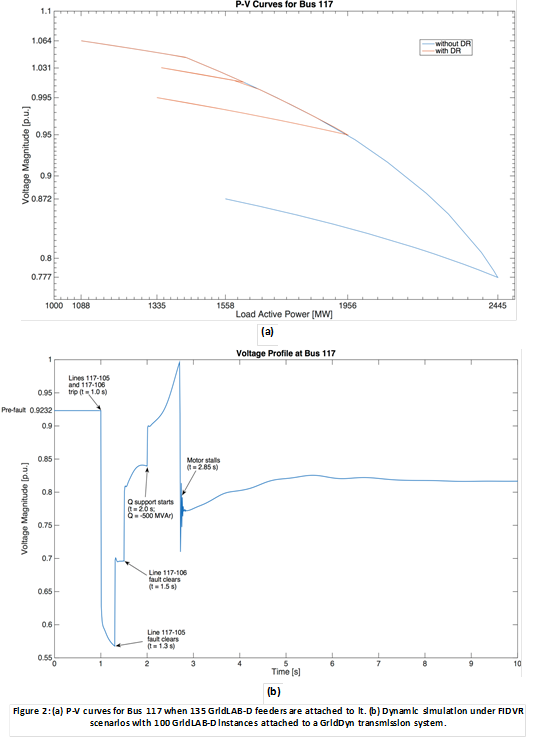 P-V Curves for Bus 117
1.1
1.064
1.031
0.995
0.95
0.9
0.872
0.8
0.777
Voltage Magnitude [p.u.]
without DR
with DR
1000 1088 1335 1558 1956 2445
Load Active Power [MW]
(a)
Voltage Profile at Bus 117
1
0.95
Pre-fault 0.9232
0.9
0.85
0.8
0.75
0.7
0.65
0.6
0.55
Voltage Magnitude [p.u.]
Lines 117-105
and 117-106
trip (t = 1.0 s)
Motor stalls
(t = 2.85 s)
Q support starts
(t = 2.0 s;
Q = -500 MVAr)
Line 117-106
fault clears
(t = 1.5 s)
Line 117-105
fault clears
(t = 1.3 s)
0 1 2 3 4 5 6 7 8 9 10
Time [s]
(b)
Figure 2: (a) P-V curves for Bus 117 when 135 GridLAB-D feeders are attached to it. (b) Dynamic simulation under FIDVR
scenarios with 100 GridLAB-D instances attached to a GridDyn transmission system.